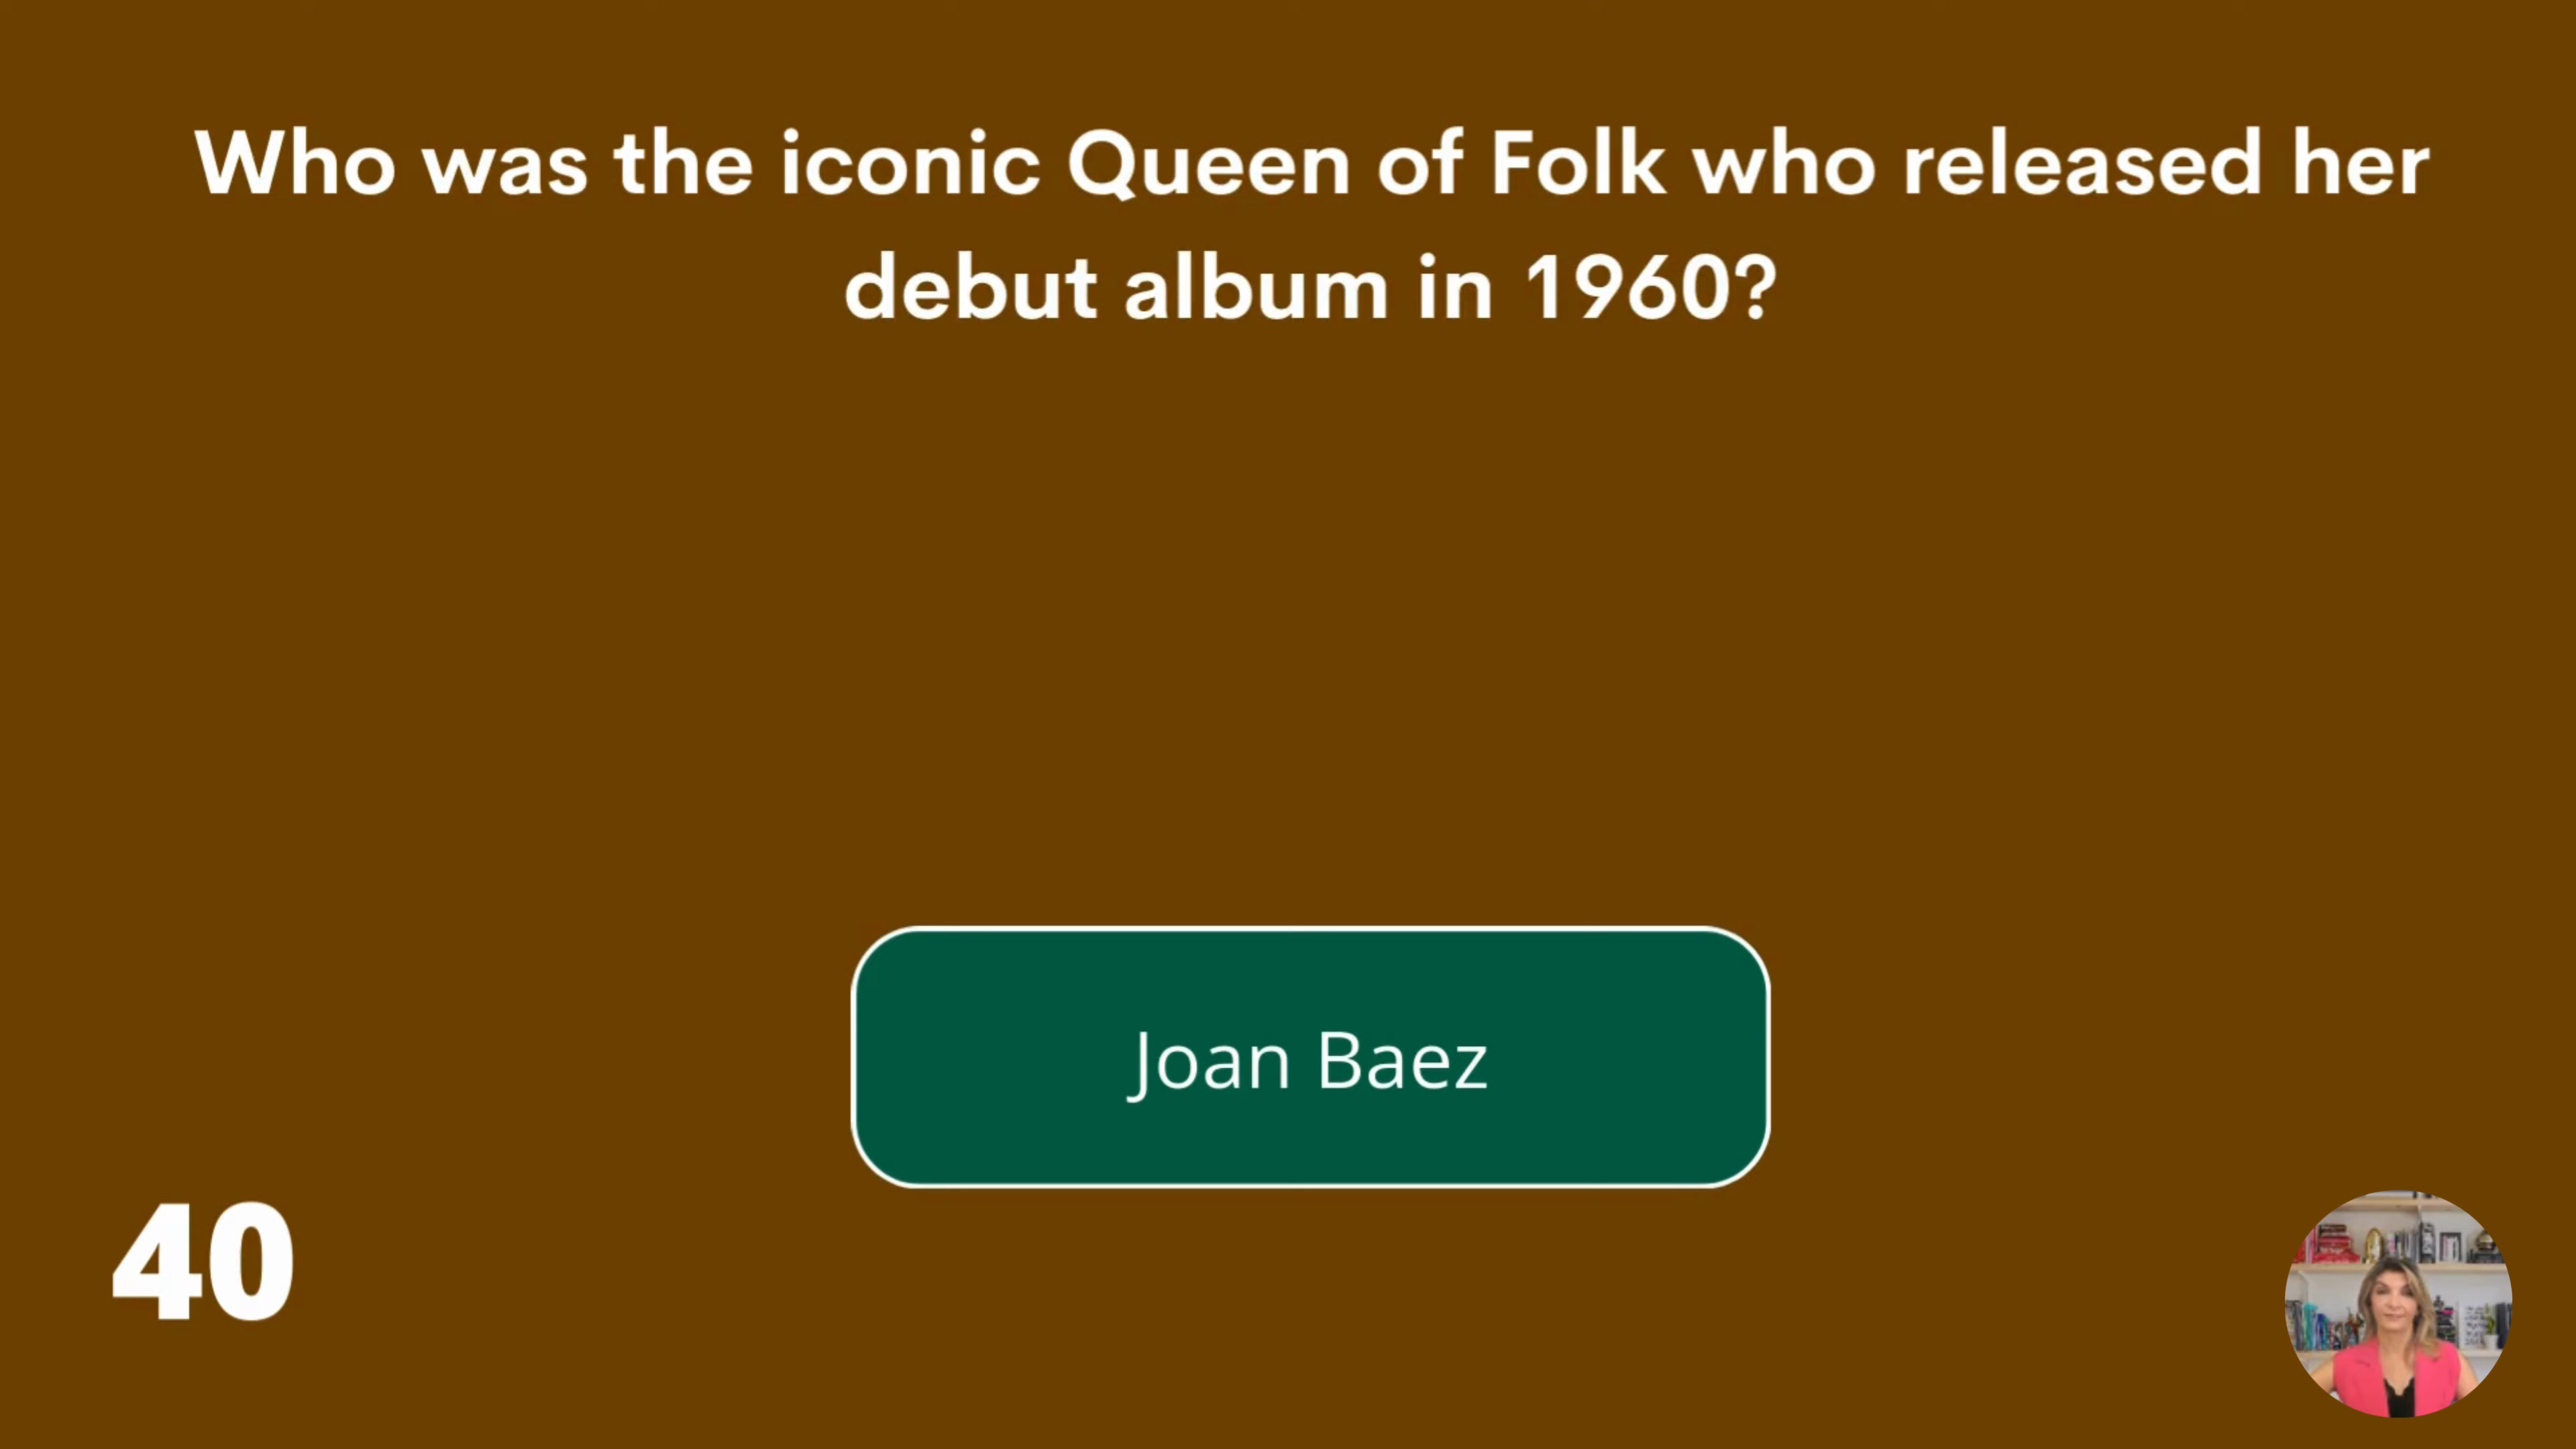 Who was the iconic Queen of Folk who released her
debut album in 1960?
Joan Baez
40